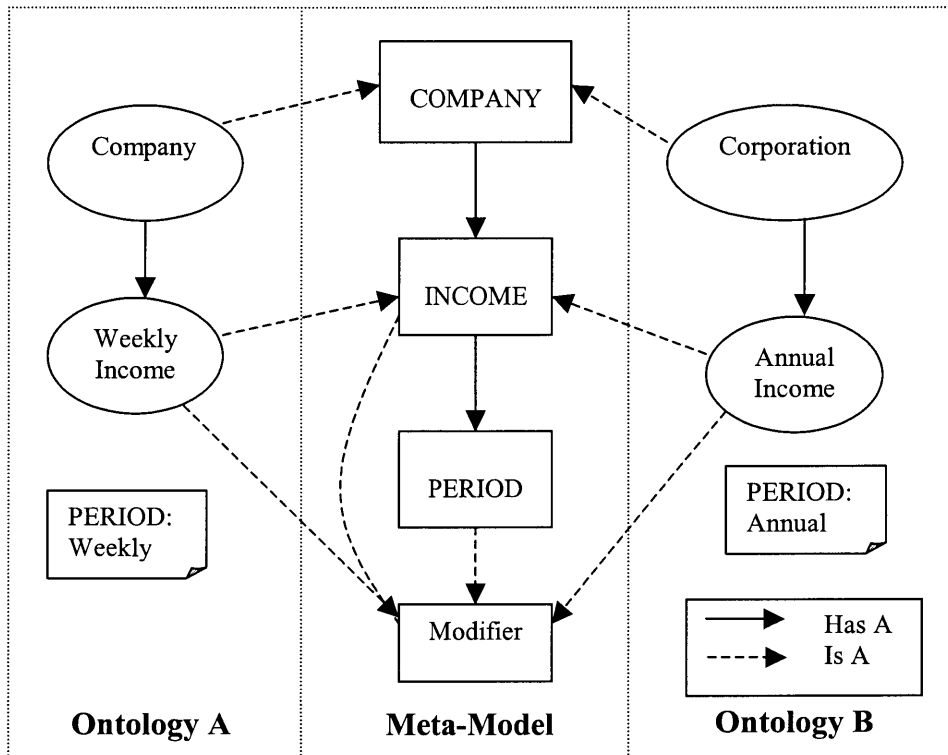 COMPANY
Company
Corporation
INCOME
Weekly
Income
Annual
Income
PERIOD
PERIOD:
Weekly
PERIOD:
Annual
Modifier
Has A
Is A
Ontology A
Meta-Model
Ontology B